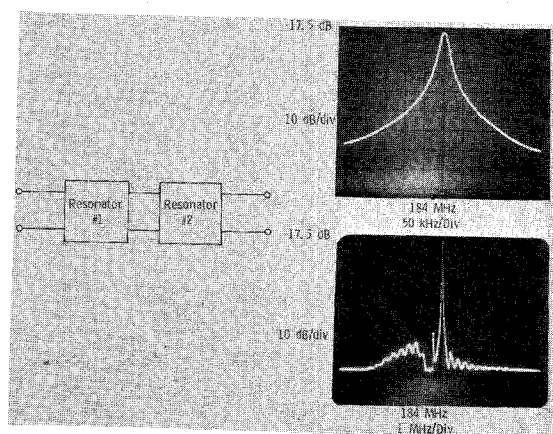 17.5 dB
10 dB/div
184 MHz
50 kHz/Div
Resonator
#1
Resonator
#2
17.5 dB
10 dB/div
184 MHz
1 MHz/Div